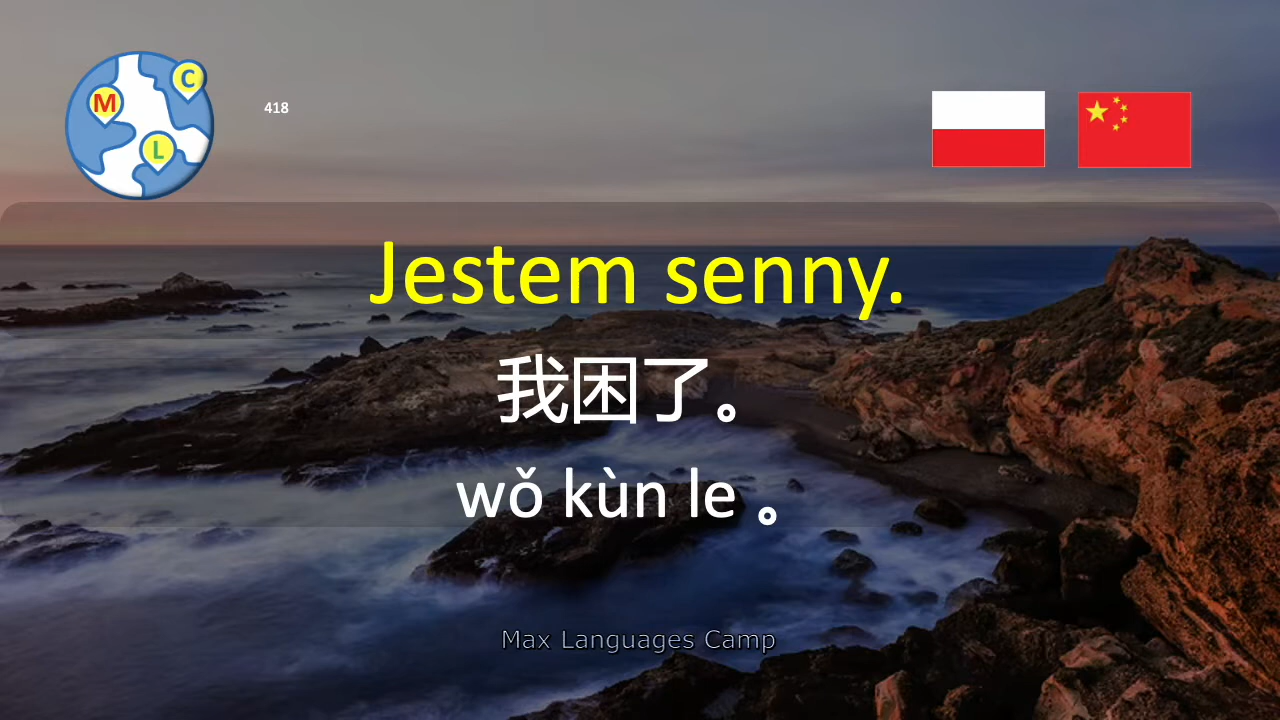 M
C
L
418
Jestem senny.
我困了。
wǒ kùn le 。
Max Languages Camp